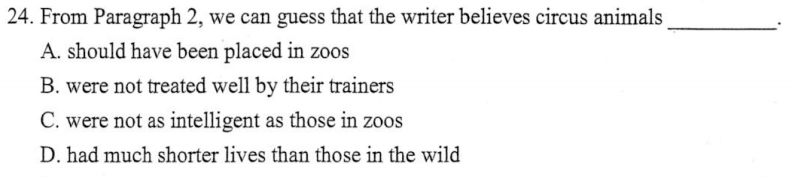 24. From Paragraph 2, we can guess that the writer believes circus animals __________.
A. should have been placed in zoos
B. were not treated well by their trainers
C. were not as intelligent as those in zoos
D. had much shorter lives than those in the wild